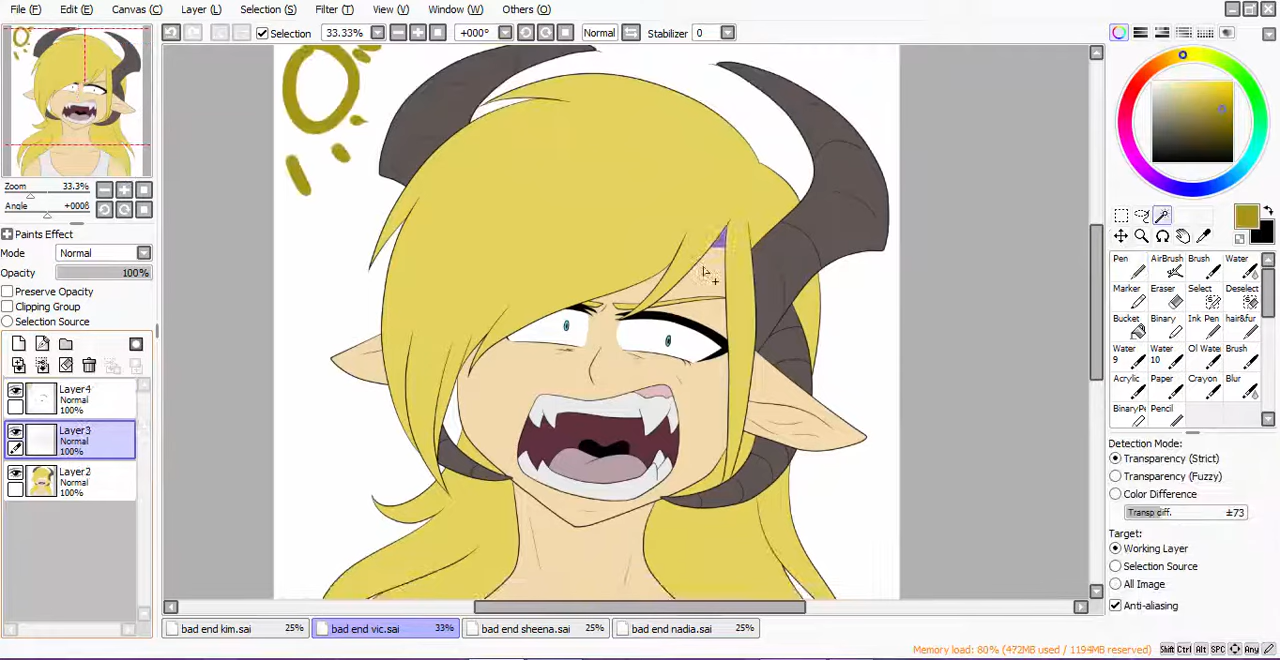 File (F) Edit (E) Canvas (C) Layer (L) Selection (S) Filter (T) View (V) Window (W) Others (O)
Selection 33.33% +000° Normal Stabilizer 0
Zoom 33.3%
Angle +000ß
Paints Effect
Mode Normal
Opacity 100%
Preserve Opacity
Clipping Group
Selection Source
Layer4
Normal
100%
Layer3
Normal
100%
Layer2
Normal
100%
Pen AirBrush Brush Water
Marker Eraser Select Deselect
Bucket Binary Ink Pen hair&fur
Water 9 Water 10 Oil Water Brush
Acrylic Paper Crayon Blur
BinaryPe Pencil
Detection Mode:
Transparency (Strict)
Transparency (Fuzzy)
Color Difference
Transp diff. ±73
Target:
Working Layer
Selection Source
All Image
Anti-aliasing
bad end kim.sai 25% bad end vic.sai 33% bad end sheena.sai 25% bad end nadia.sai 25%
Memory load: 80% (472MB used / 1194MB reserved) Shift Ctrl Alt SPC Any